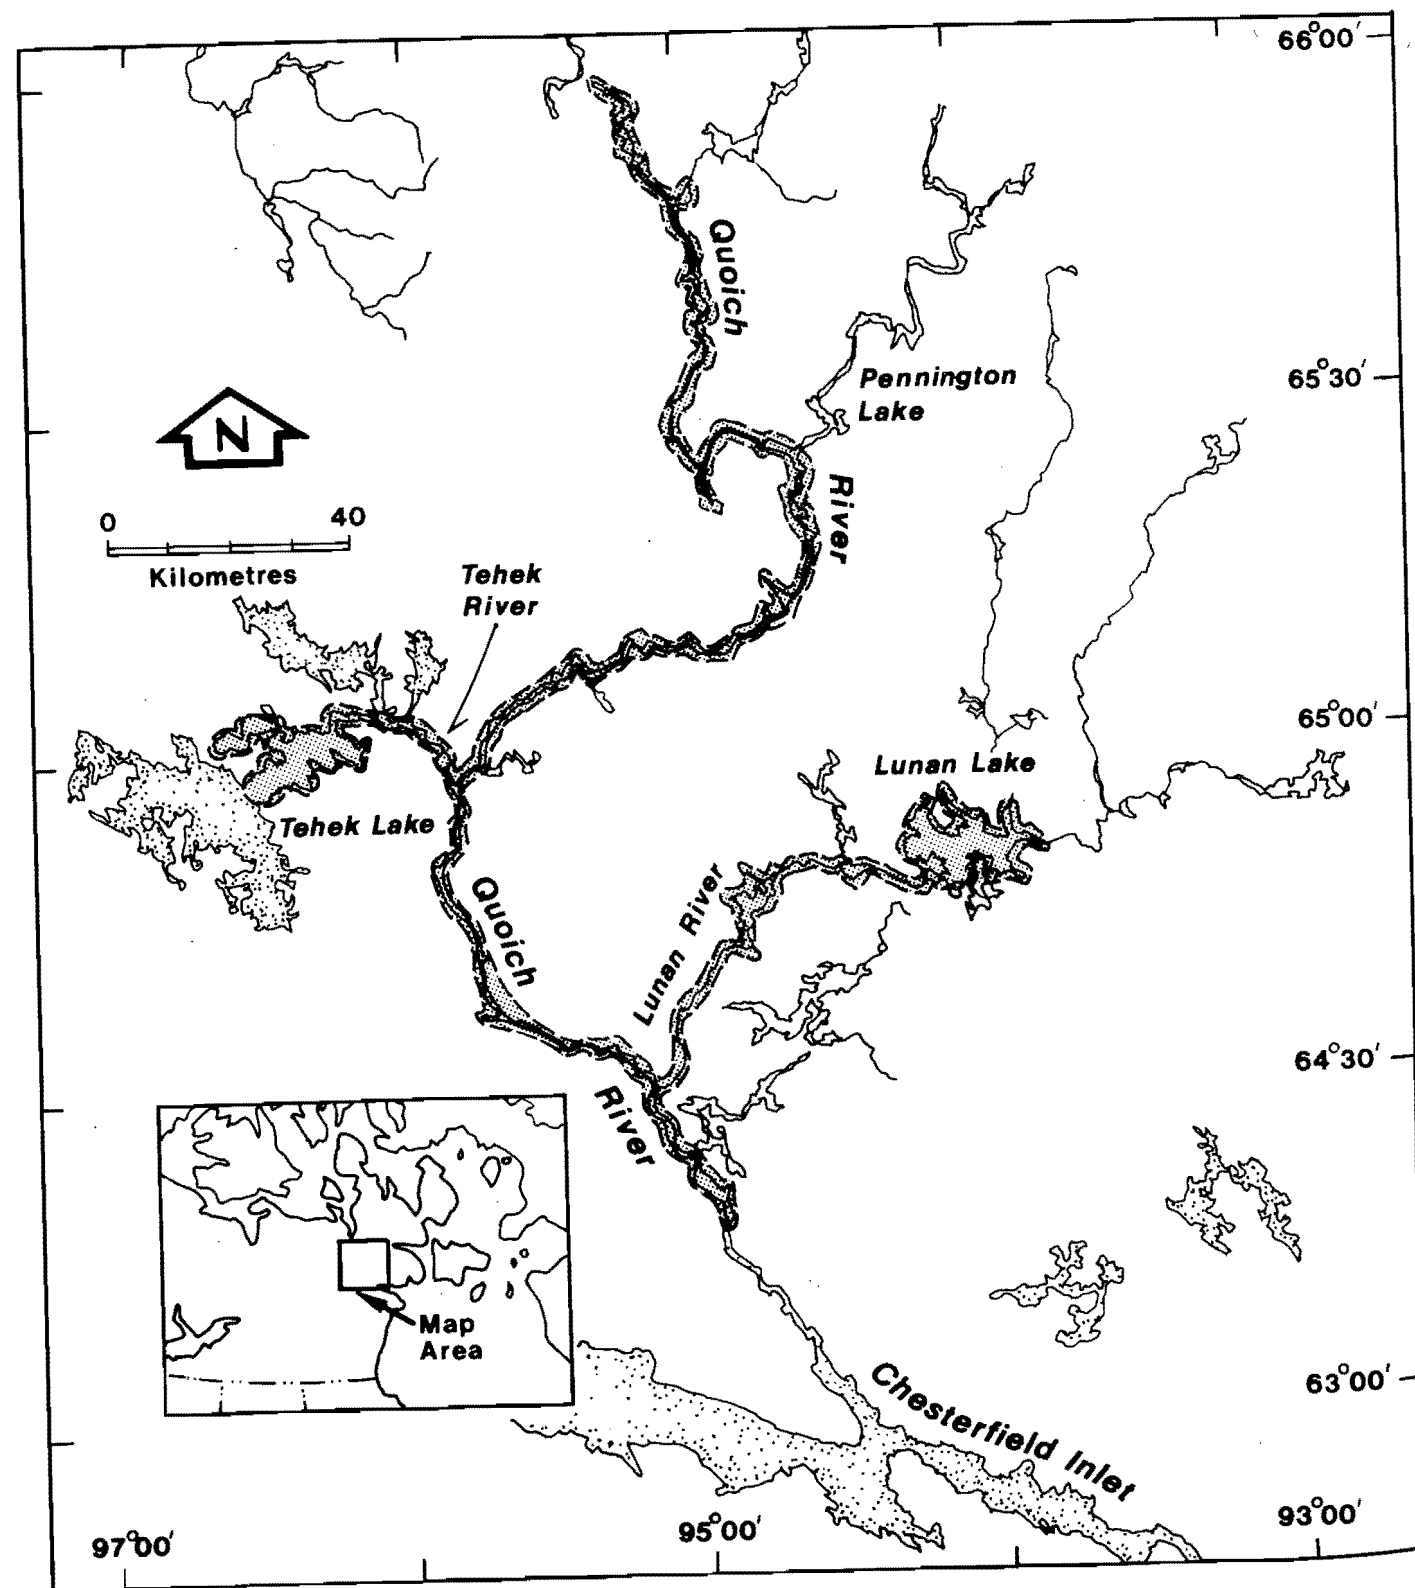 66°00'
Quoich
65°30'
Pennington
Lake
N
River
0 40
Kilometres
Tehek
River
65°00'
Lunan Lake
Tehek Lake
Quoich
Lunan River
64°30'
River
Map
Area
63°00'
Chesterfield Inlet
97°00'
95°00'
93°00'